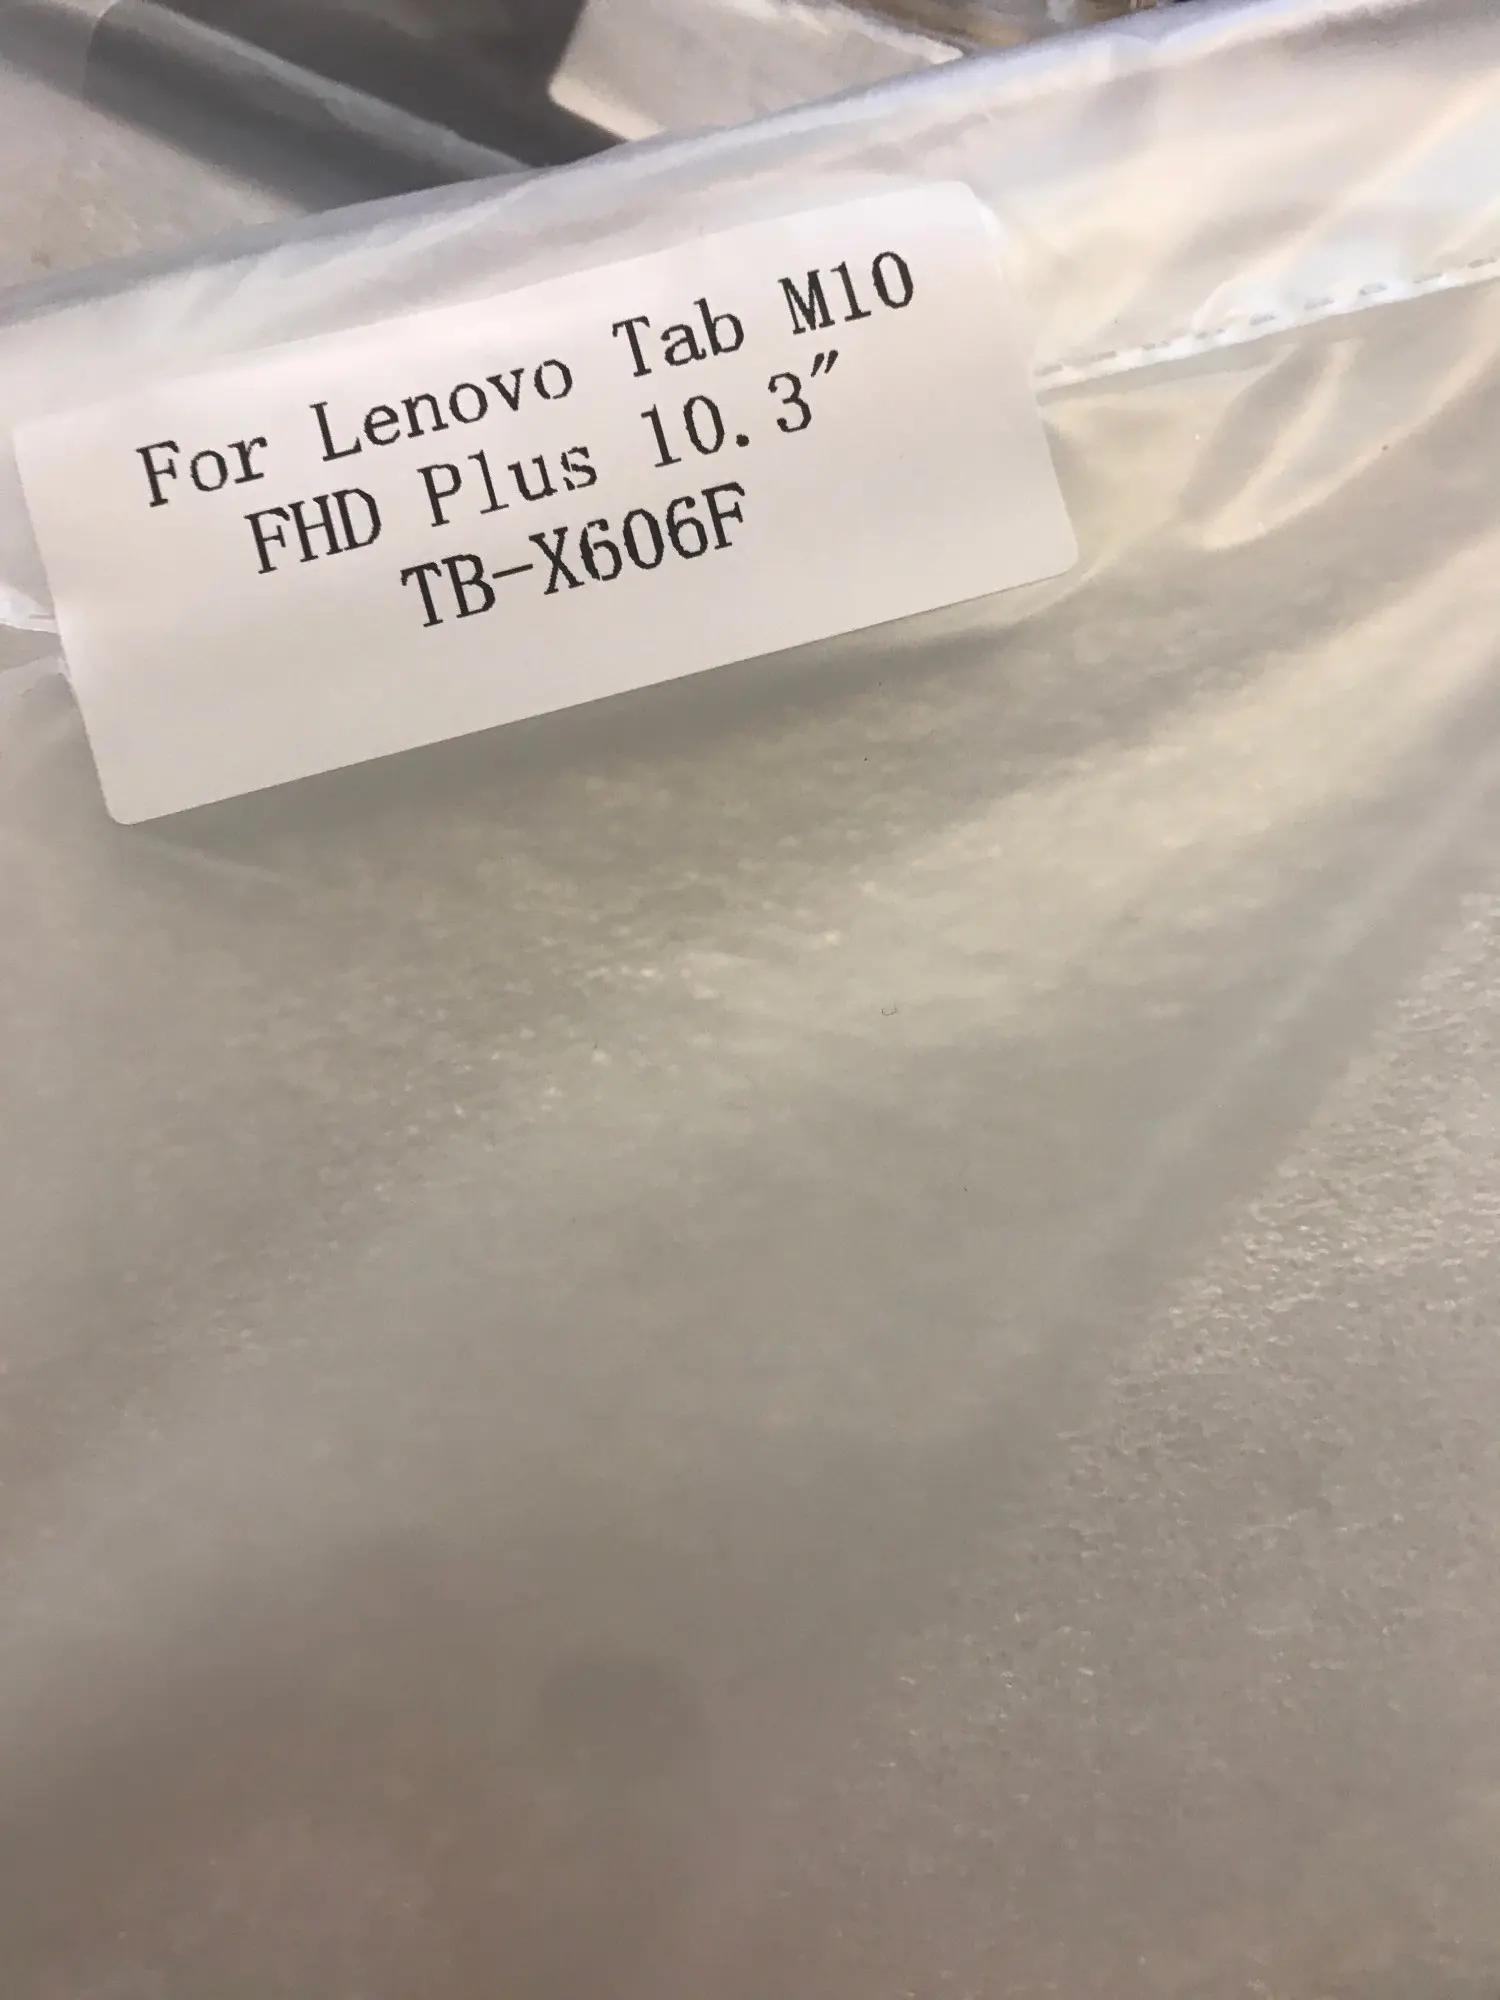 For Lenovo Tab M10
FHD Plus 10.3"
TB-X606F